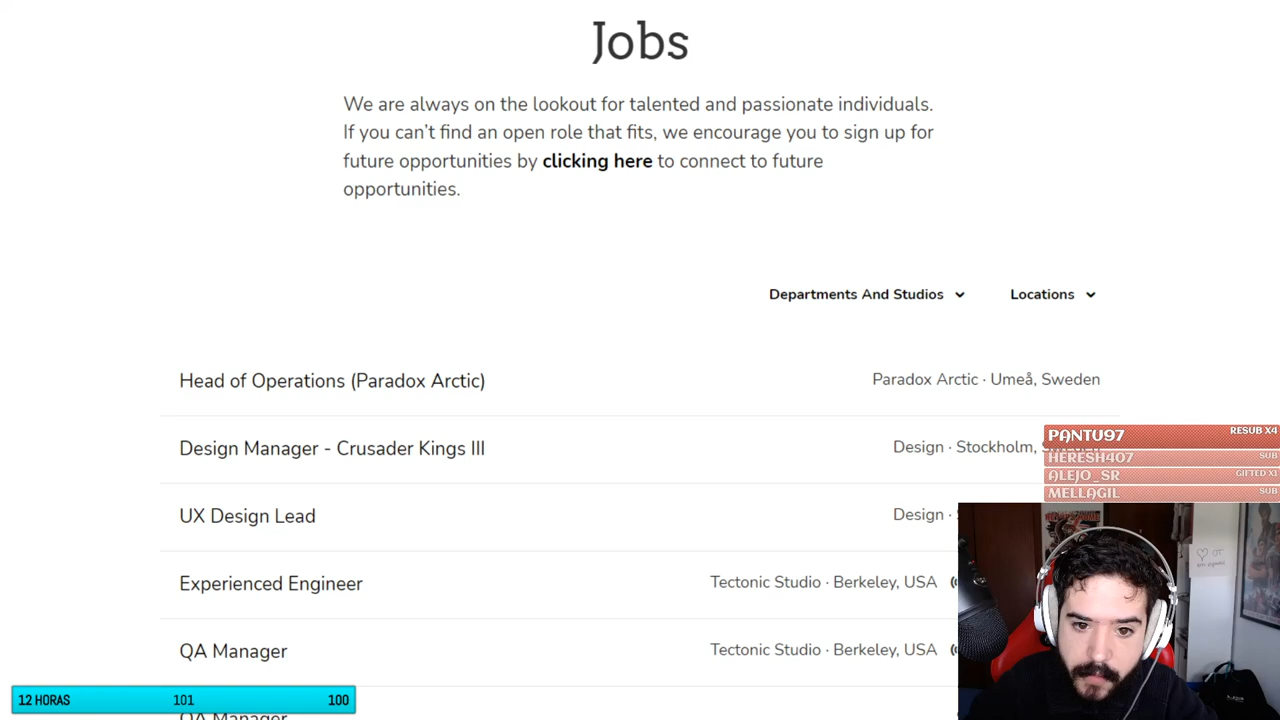 Jobs
We are always on the lookout for talented and passionate individuals.
If you can't find an open role that fits, we encourage you to sign up for
future opportunities by clicking here to connect to future
opportunities.
Departments And Studios
Locations
Head of Operations (Paradox Arctic)
Paradox Arctic · Umeå, Sweden
Design Manager - Crusader Kings III
Design · Stockholm,
PANTU97 RESUB X4
HERESH407 SUB
ALEJO_SR GIFTED X1
MELLAGIL SUB
UX Design Lead
Design ·
Experienced Engineer
Tectonic Studio · Berkeley, USA
QA Manager
Tectonic Studio · Berkeley, USA
12 HORAS 101 100
QA Manager